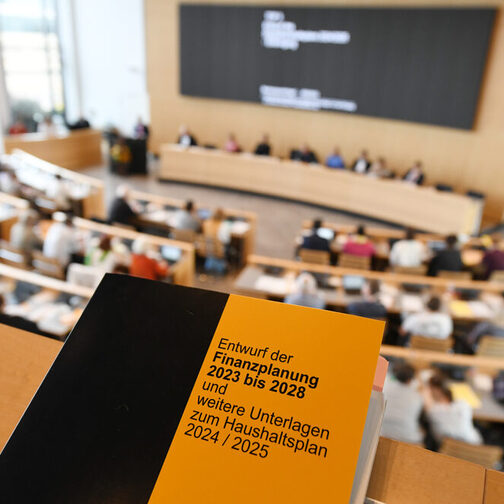 Entwurf der
Finanzplanung
2023 bis 2028
und
weitere Unterlagen
zum Haushaltsplan
2024 / 2025